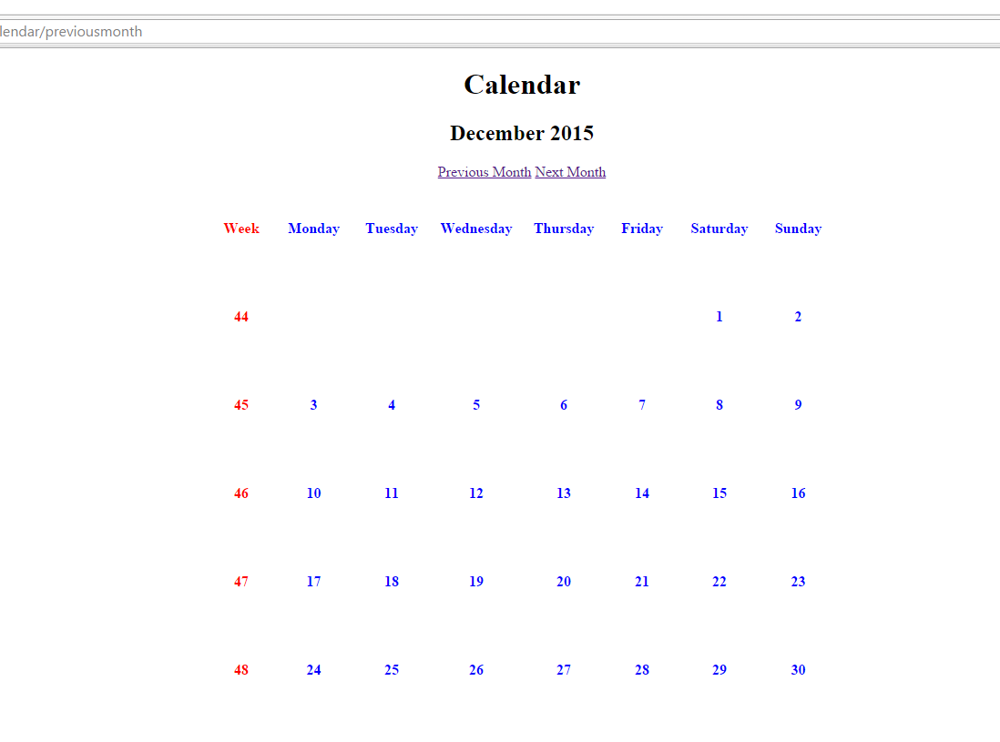 lendar/previousmonth
Calendar
December 2015
Previous Month Next Month
Week Monday Tuesday Wednesday Thursday Friday Saturday Sunday
44 1 2
45 3 4 5 6 7 8 9
46 10 11 12 13 14 15 16
47 17 18 19 20 21 22 23
48 24 25 26 27 28 29 30